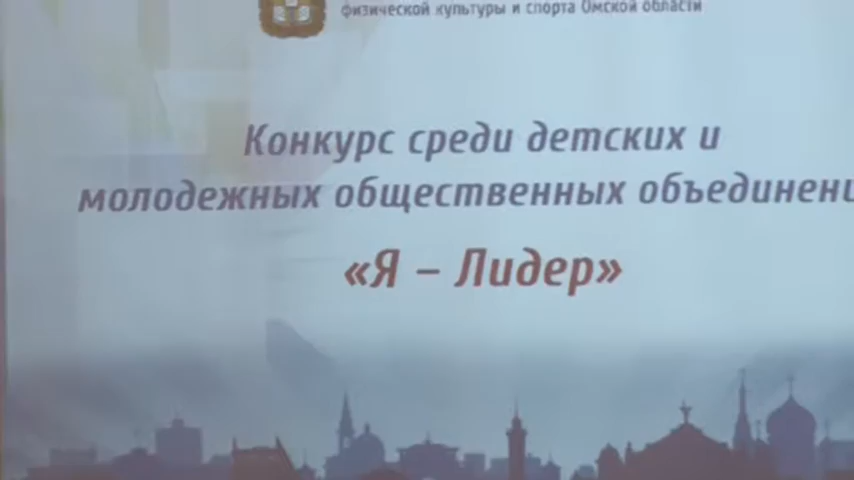 физической культуры и спорта Омской области
Конкурс среди детских и
молодежных общественных объединени
«Я – Лидер»